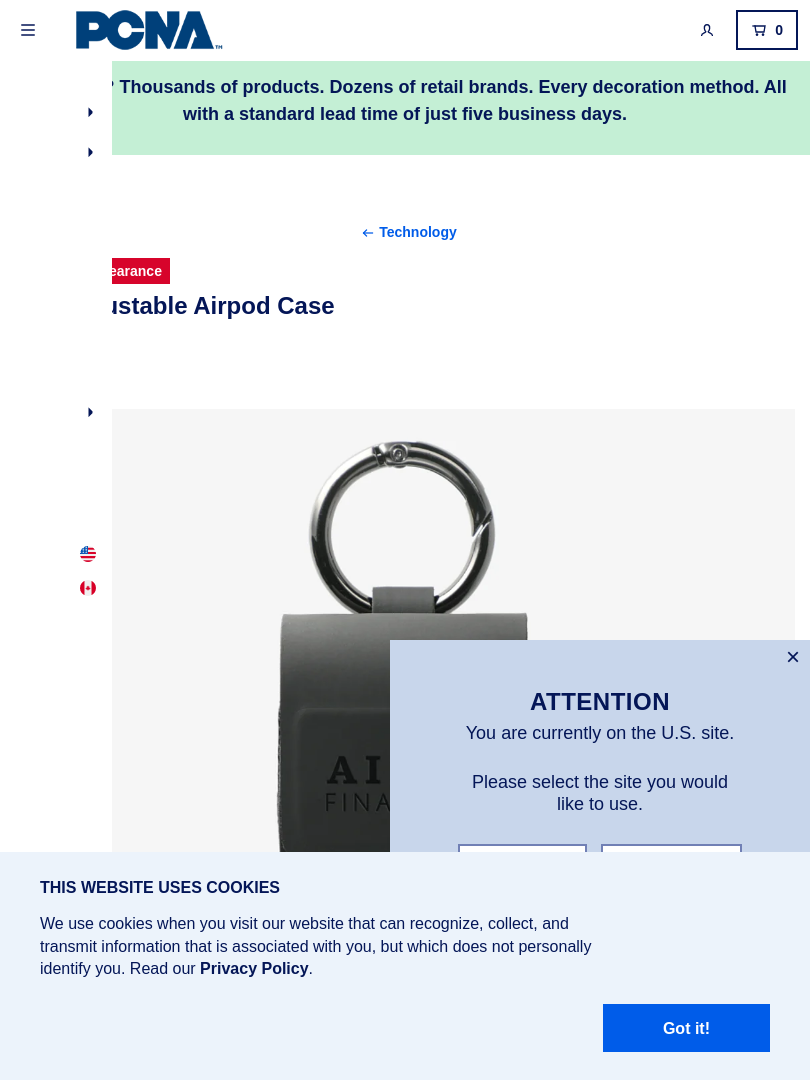 PCNA™
0
? Thousands of products. Dozens of retail brands. Every decoration method. All
with a standard lead time of just five business days.
← Technology
earance
ustable Airpod Case
AI
FINA
×
ATTENTION
You are currently on the U.S. site.
Please select the site you would
like to use.
THIS WEBSITE USES COOKIES
We use cookies when you visit our website that can recognize, collect, and
transmit information that is associated with you, but which does not personally
identify you. Read our Privacy Policy.
Got it!